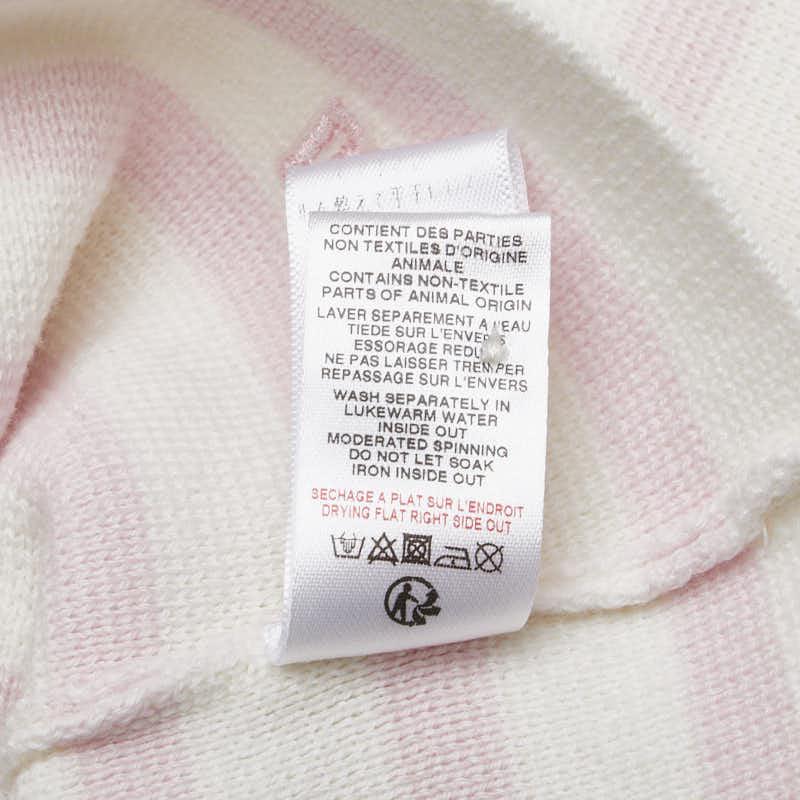 CONTIENT DES PARTIES
NON TEXTILES D'ORIGINE
ANIMALE
CONTAINS NON-TEXTILE
PARTS OF ANIMAL ORIGIN
LAVER SEPAREMENT A L'EAU
TIEDE SUR L'ENVERS
ESSORAGE REDUIT
NE PAS LAISSER TREMPER
REPASSAGE SUR L'ENVERS
WASH SEPARATELY IN
LUKEWARM WATER
INSIDE OUT
MODERATED SPINNING
DO NOT LET SOAK
IRON INSIDE OUT
SECHAGE A PLAT SUR L'ENDROIT
DRYING FLAT RIGHT SIDE OUT